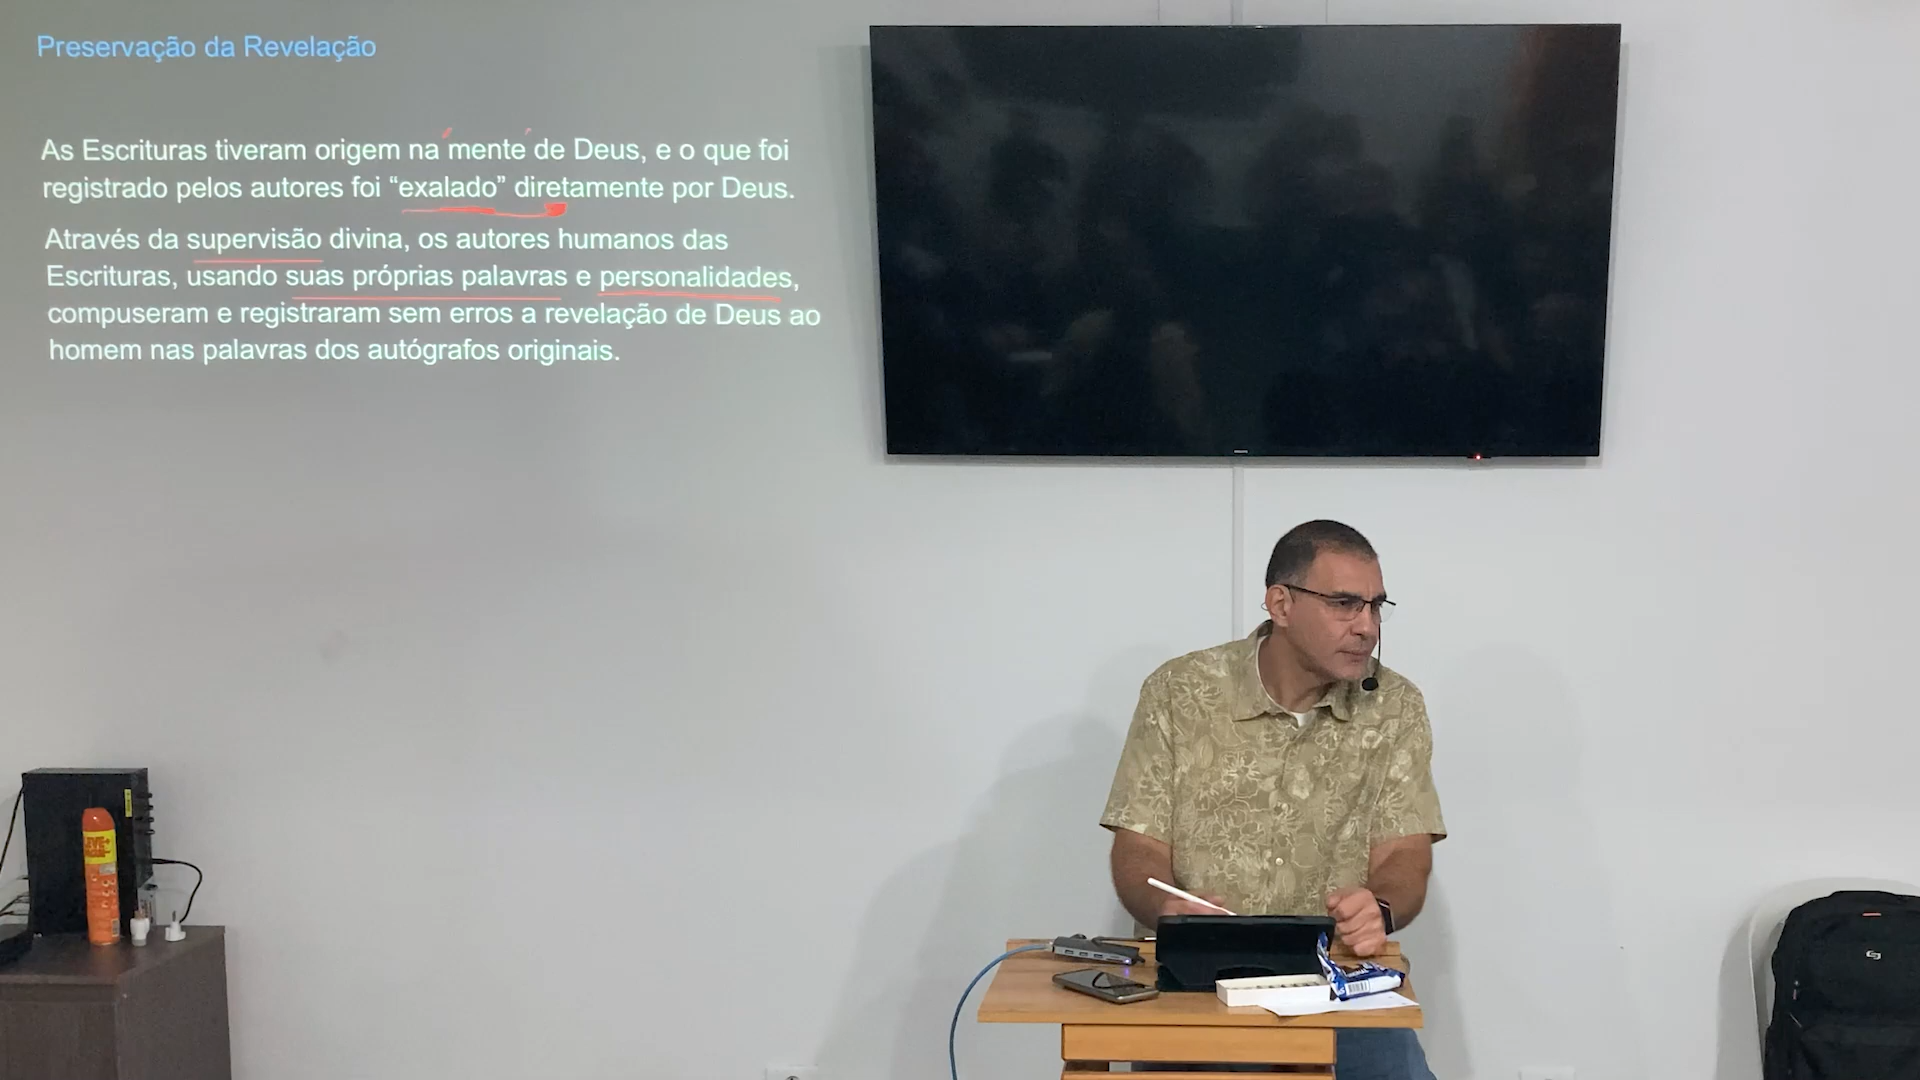 Preservação da Revelação
As Escrituras tiveram origem na mente de Deus, e o que foi
registrado pelos autores foi “exalado” diretamente por Deus.
Através da supervisão divina, os autores humanos das
Escrituras, usando suas próprias palavras e personalidades,
compuseram e registraram sem erros a revelação de Deus ao
homem nas palavras dos autógrafos originais.